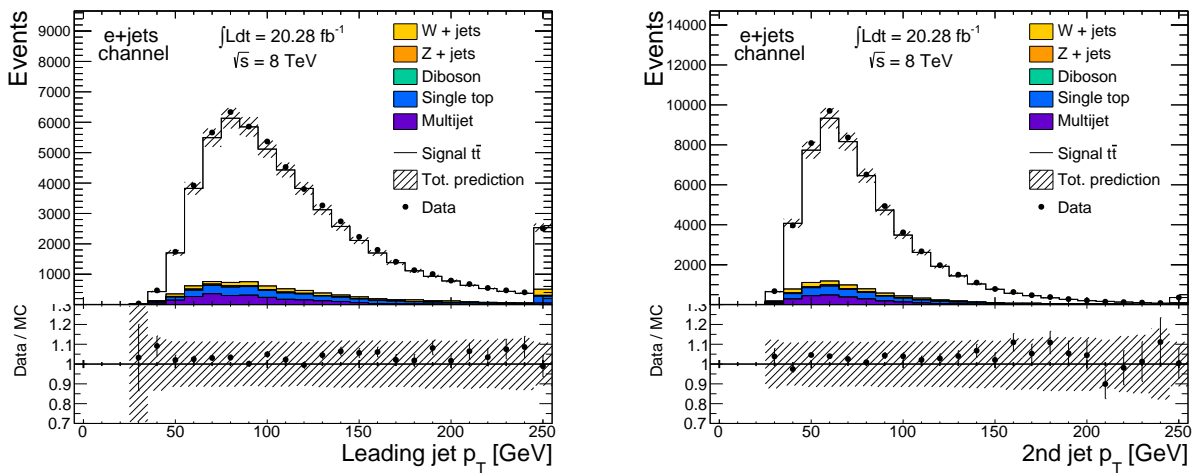 Events
9000
8000
7000
6000
5000
4000
3000
2000
1000
e+jets
channel
∫Ldt = 20.28 fb⁻¹
√s = 8 TeV
W + jets
Z + jets
Diboson
Single top
Multijet
Signal tt̄
Tot. prediction
Data
Data / MC
1.3
1.2
1.1
1
0.9
0.8
0.7
0 50 100 150 200 250
Leading jet p_T [GeV]
Events
14000
12000
10000
8000
6000
4000
2000
e+jets
channel
∫Ldt = 20.28 fb⁻¹
√s = 8 TeV
W + jets
Z + jets
Diboson
Single top
Multijet
Signal tt̄
Tot. prediction
Data
Data / MC
1.3
1.2
1.1
1
0.9
0.8
0.7
0 50 100 150 200 250
2nd jet p_T [GeV]